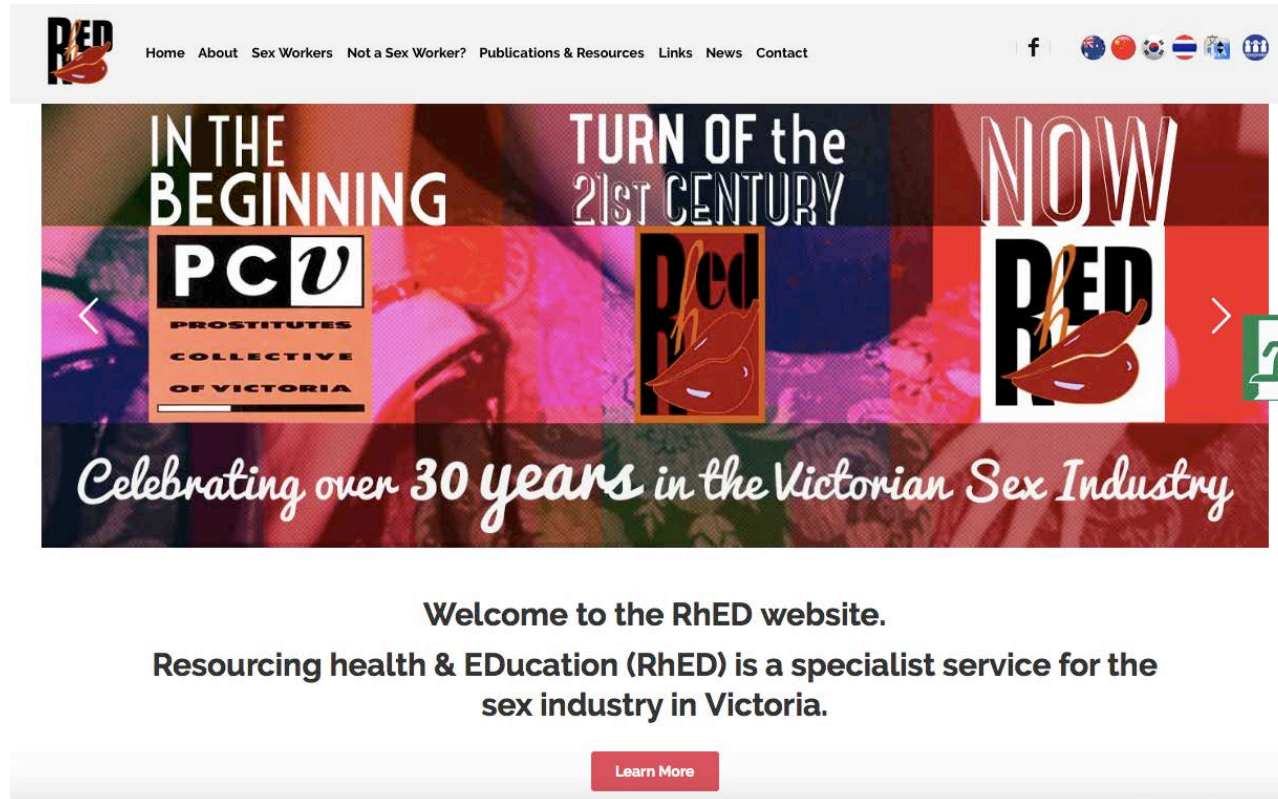 RhED
Home About Sex Workers Not a Sex Worker? Publications & Resources Links News Contact
f
IN THE
BEGINNING
PCV
PROSTITUTES
COLLECTIVE
OF VICTORIA
TURN OF the
21ST CENTURY
Rhed
NOW
RhED
Celebrating over 30 years in the Victorian Sex Industry
Welcome to the RhED website.
Resourcing health & EDucation (RhED) is a specialist service for the
sex industry in Victoria.
Learn More